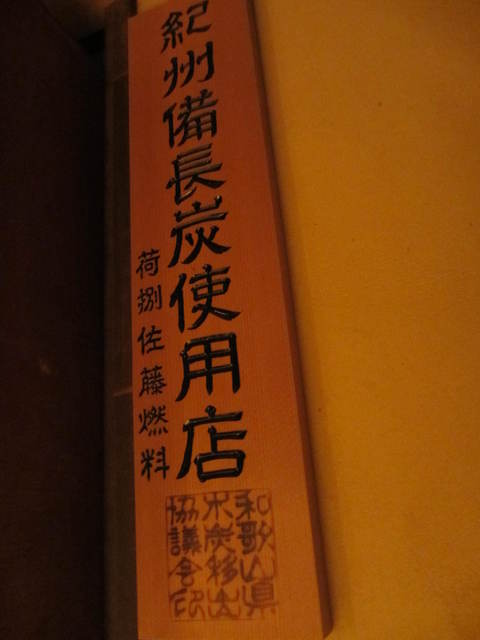 紀州備長炭使用店
荷捌佐藤燃料
和歌山県
木炭移出
協議会印